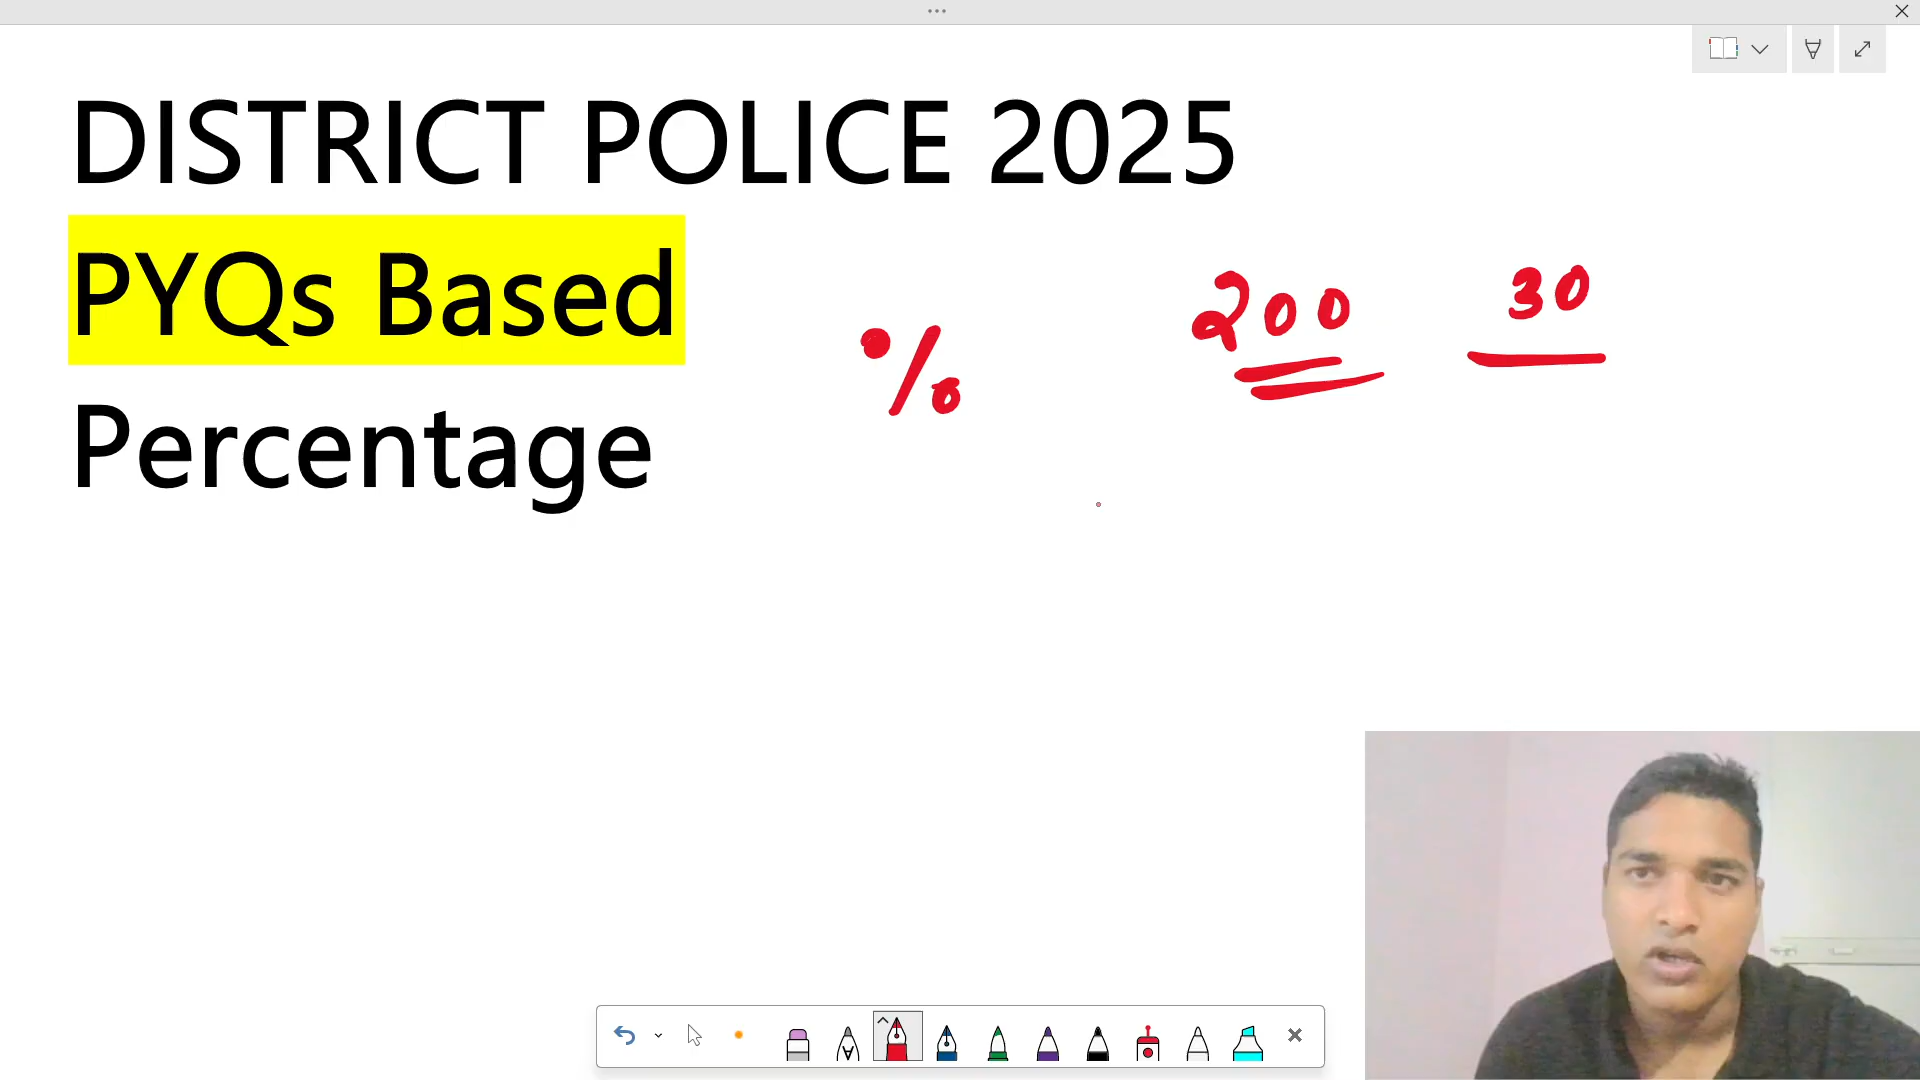 DISTRICT POLICE 2025
PYQs Based
Percentage
%
200
30